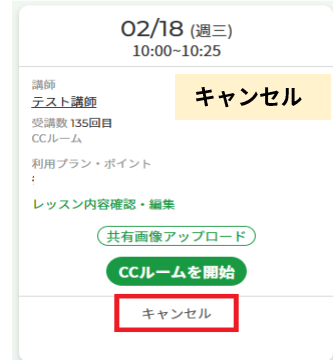 02/18 (週三)
10:00~10:25
講師
テスト講師
キャンセル
受講数 135回目
CCルーム
利用プラン・ポイント
:
レッスン内容確認・編集
共有画像アップロード
CCルームを開始
キャンセル